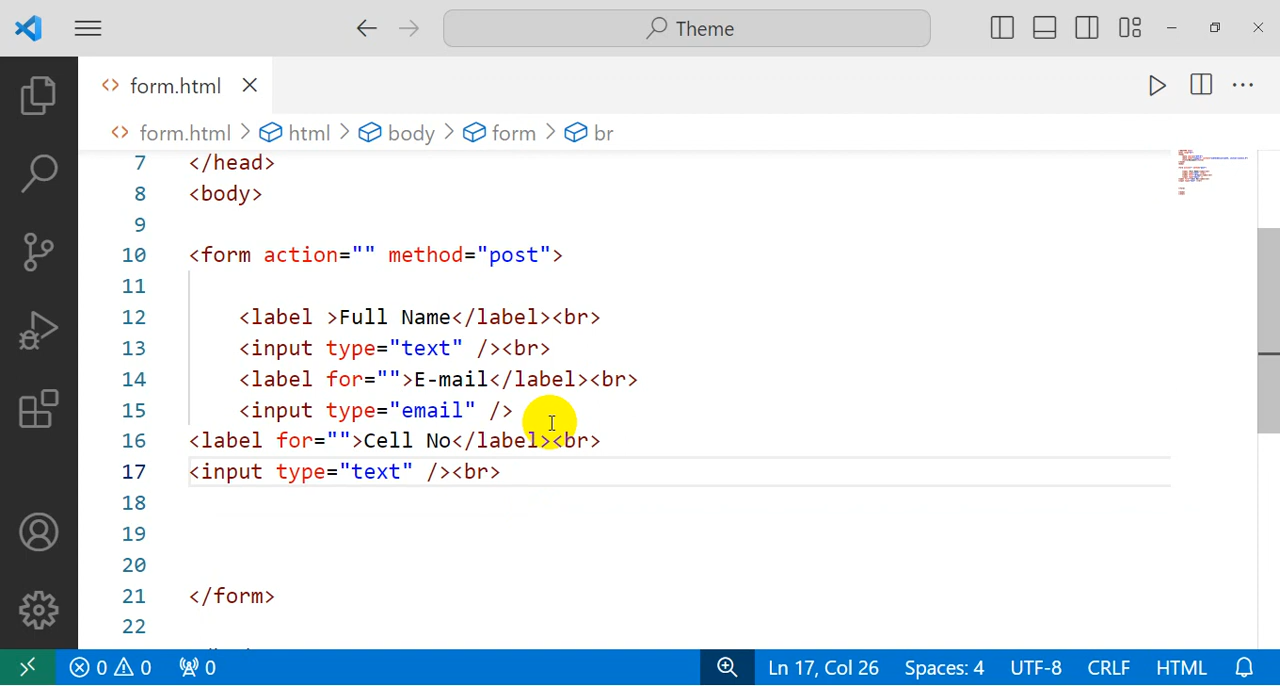 Theme
form.html
form.html > html > body > form > br
7 </head>
8 <body>
9
10 <form action="" method="post">
11
12 <label >Full Name</label><br>
13 <input type="text" /><br>
14 <label for="">E-mail</label><br>
15 <input type="email" />
16 <label for="">Cell No</label><br>
17 <input type="text" /><br>
18
19
20
21 </form>
22
0 0 0 Ln 17, Col 26 Spaces: 4 UTF-8 CRLF HTML